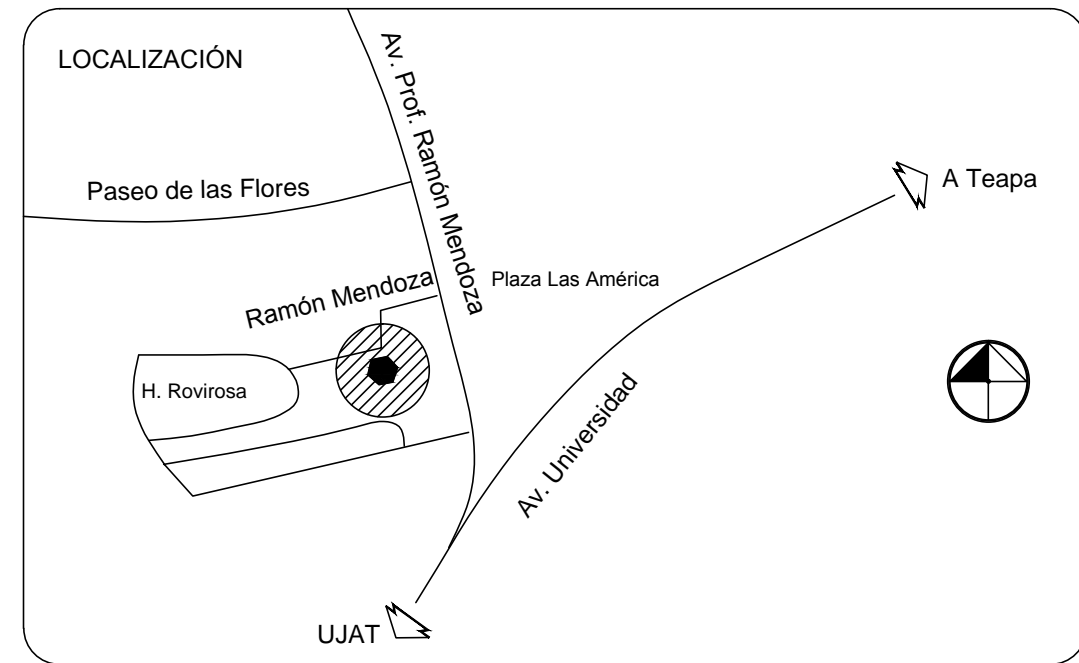 LOCALIZACIÓN
Av. Prof. Ramón Mendoza
Paseo de las Flores
A Teapa
Ramón Mendoza
Plaza Las América
H. Rovirosa
Av. Universidad
UJAT